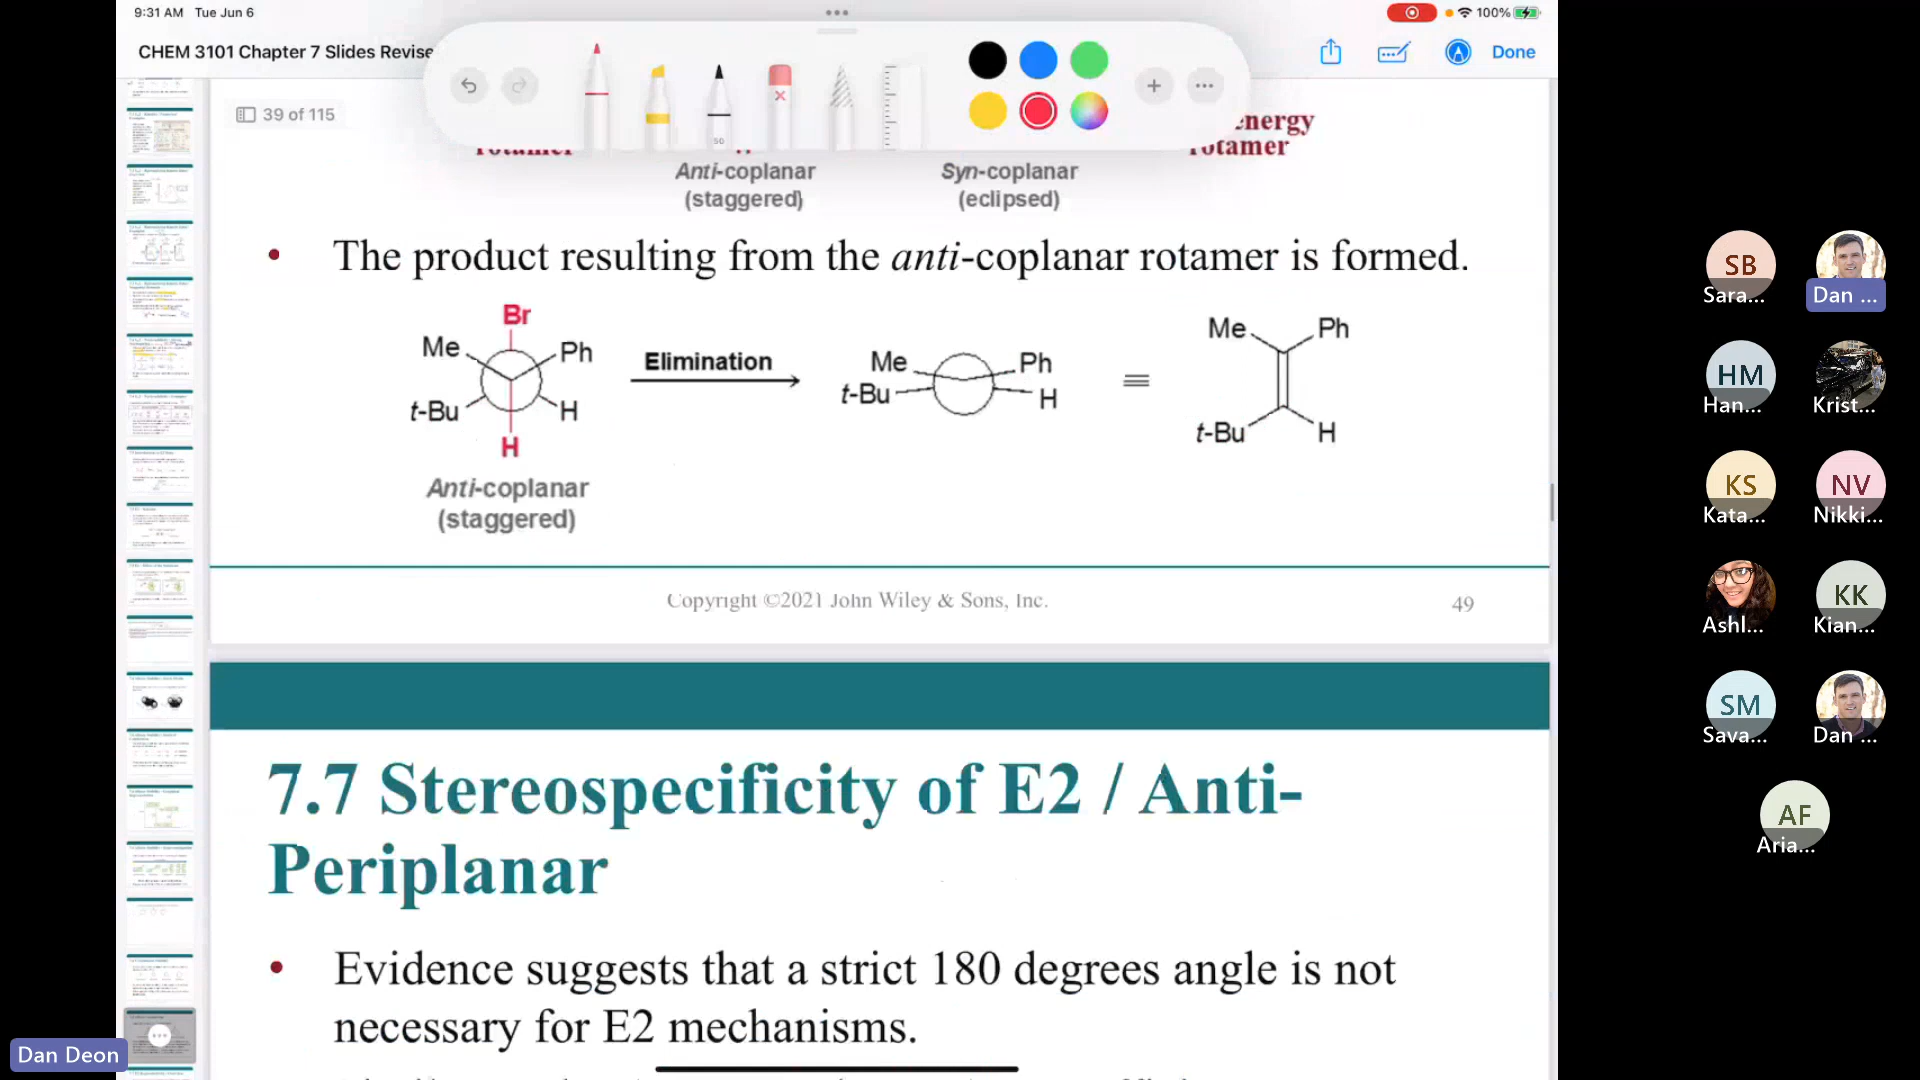 9:31 AM Tue Jun 6
100%
CHEM 3101 Chapter 7 Slides Revise
Done
39 of 115
50
energy
rotamer
rotamer
Anti-coplanar
(staggered)
Syn-coplanar
(eclipsed)
• The product resulting from the anti-coplanar rotamer is formed.
Br
Me
Ph
t-Bu
H
H
Anti-coplanar
(staggered)
Elimination
Me
Ph
t-Bu
H
=
Me
Ph
t-Bu
H
Copyright ©2021 John Wiley & Sons, Inc.
49
7.7 Stereospecificity of E2 / Anti-
Periplanar
• Evidence suggests that a strict 180 degrees angle is not
necessary for E2 mechanisms.
SB
Sara...
Dan ...
HM
Han...
Krist...
KS
Kata...
NV
Nikki...
Ashl...
KK
Kian...
SM
Sava...
Dan ...
AF
Aria...
Dan Deon